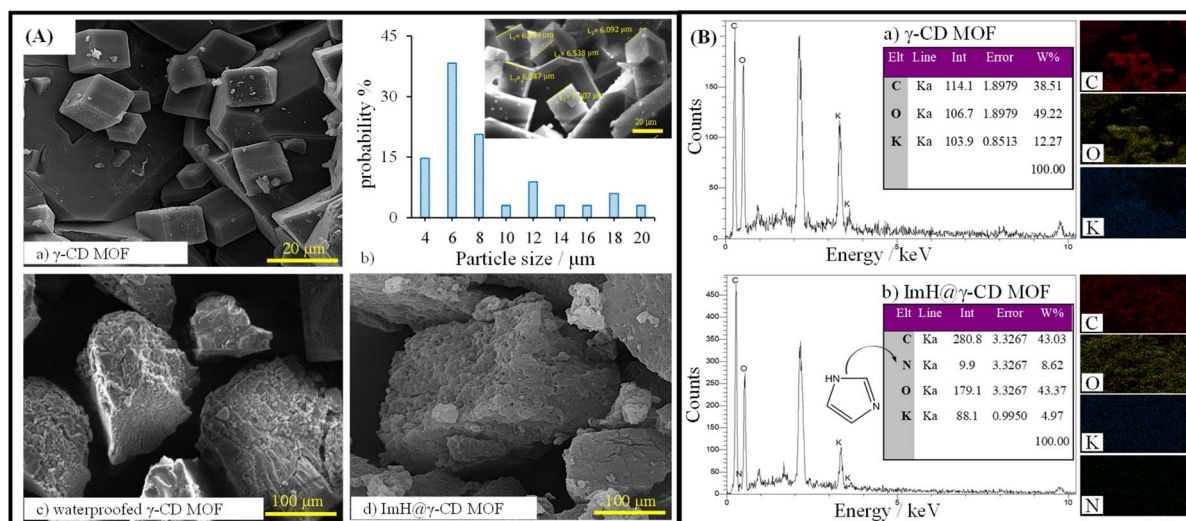 (A)
a) γ-CD MOF
20 µm
probability %
45
30
15
0
4 6 8 10 12 14 16 18 20
b) Particle size / µm
L₄= 6.092 µm
= 6.538 µm
20 µm
c) waterproofed γ-CD MOF
100 µm
d) ImH@γ-CD MOF
100 µm
(B)
a) γ-CD MOF
Elt Line Int Error W%
C Ka 114.1 1.8979 38.51
O Ka 106.7 1.8979 49.22
K Ka 103.9 0.8513 12.27
100.00
C
O
K
K
Counts
200
150
100
50
0
0 5 10
Energy / keV
C
O
K
b) ImH@γ-CD MOF
Elt Line Int Error W%
C Ka 280.8 3.3267 43.03
N Ka 9.9 3.3267 8.62
O Ka 179.1 3.3267 43.37
K Ka 88.1 0.9950 4.97
100.00
HN
N
C
O
N
K
K
Counts
450
400
350
300
250
200
150
100
50
0
0 5 10
Energy / keV
C
O
K
N